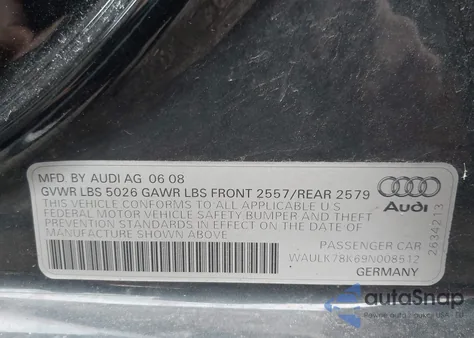 MFD. BY AUDI AG 06 08
GVWR LBS 5026 GAWR LBS FRONT 2557/REAR 2579
THIS VEHICLE CONFORMS TO ALL APPLICABLE U.S
FEDERAL MOTOR VEHICLE SAFETY BUMPER AND THEFT
PREVENTION STANDARDS IN EFFECT ON THE DATE OF
MANUFACTURE SHOWN ABOVE
PASSENGER CAR
WAULK78K69N008512
GERMANY
Audi
2634213
autoSnap